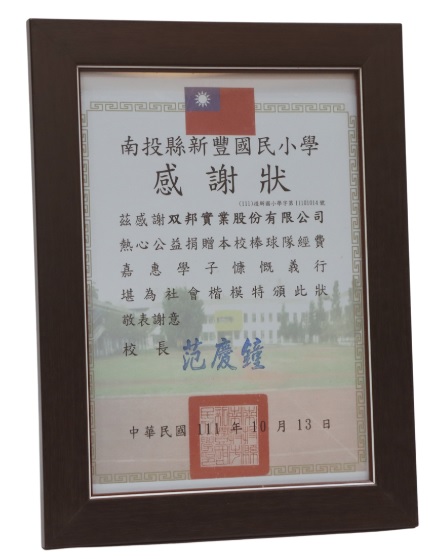 南投縣新豐國民小學
感謝狀
茲感謝双邦實業股份有限公司
熱心公益捐贈本校棒球隊經費
嘉惠學子慷慨義行
堪為社會楷模特頒此狀
敬表謝意
校長 范慶鐘
中華民國 111 年 10 月 13 日